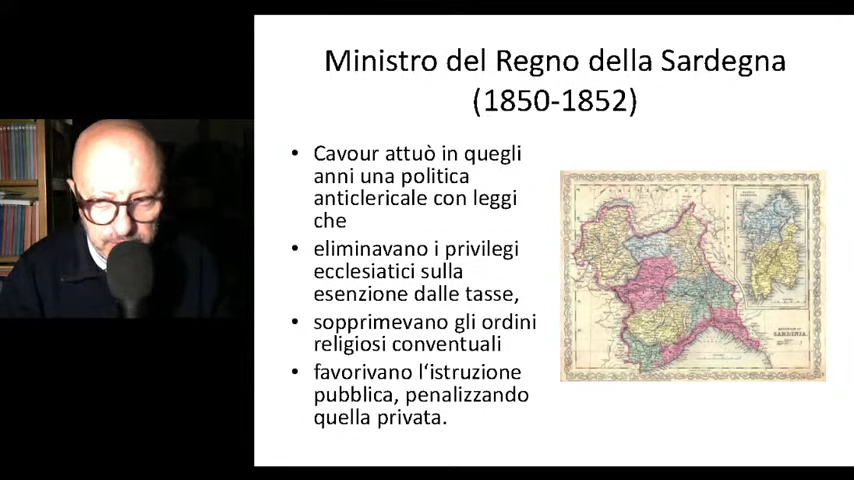 Ministro del Regno della Sardegna
(1850-1852)
• Cavour attuò in quegli
anni una politica
anticlericale con leggi
che
• eliminavano i privilegi
ecclesiatici sulla
esenzione dalle tasse,
• sopprimevano gli ordini
religiosi conventuali
• favorivano l‘istruzione
pubblica, penalizzando
quella privata.
SARDINIA